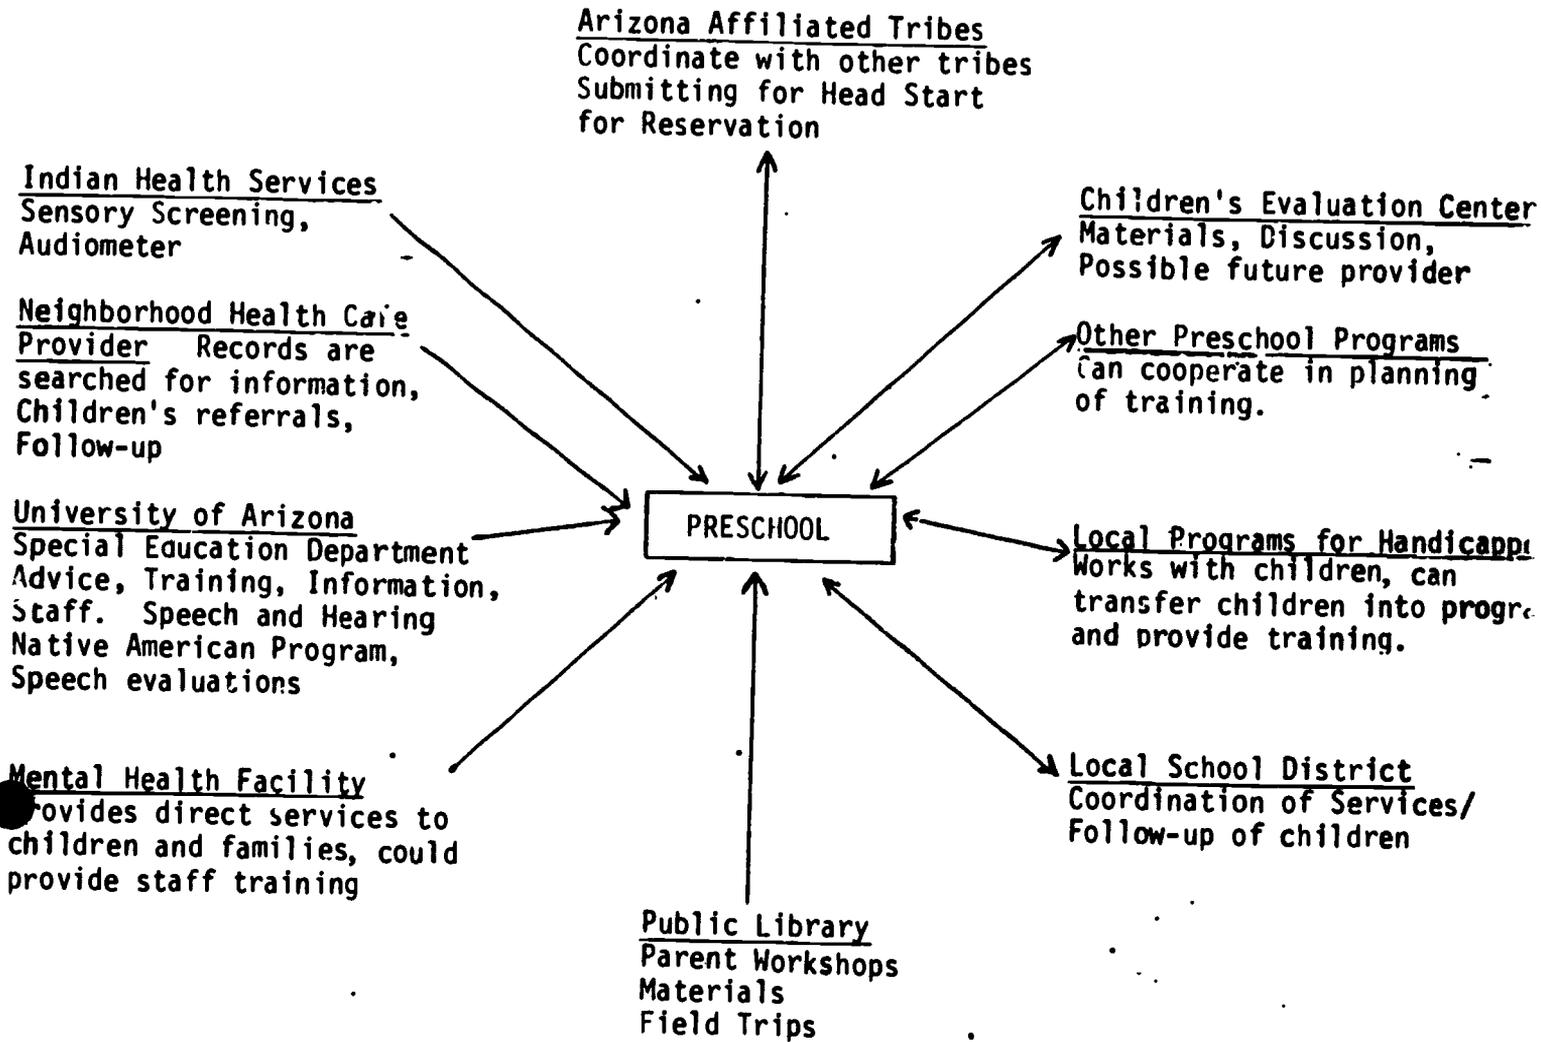 Arizona Affiliated Tribes
Coordinate with other tribes
Submitting for Head Start
for Reservation
Indian Health Services
Sensory Screening,
Audiometer
Neighborhood Health Care
Provider Records are
searched for information,
Children's referrals,
Follow-up
University of Arizona
Special Education Department
Advice, Training, Information,
Staff. Speech and Hearing
Native American Program,
Speech evaluations
Mental Health Facility
Provides direct services to
children and families, could
provide staff training
PRESCHOOL
Public Library
Parent Workshops
Materials
Field Trips
Children's Evaluation Center
Materials, Discussion,
Possible future provider
Other Preschool Programs
Can cooperate in planning
of training.
Local Programs for
Works with children, can
transfer children into
and provide training.
Local School District
Coordination of Services/
Follow-up of children